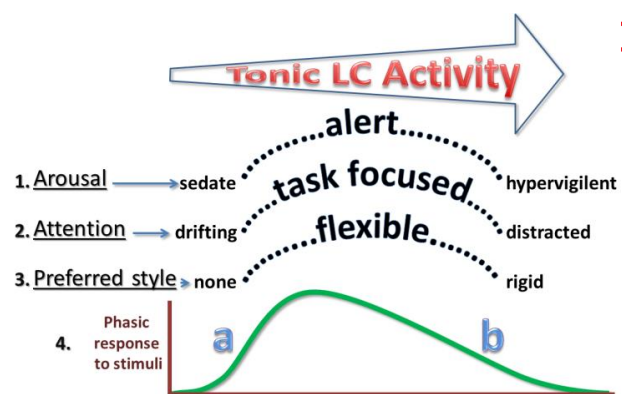 Tonic LC Activity
alert
1. Arousal sedate hypervigilent
task focused
2. Attention drifting distracted
flexible
3. Preferred style none rigid
4. Phasic response to stimuli
a b